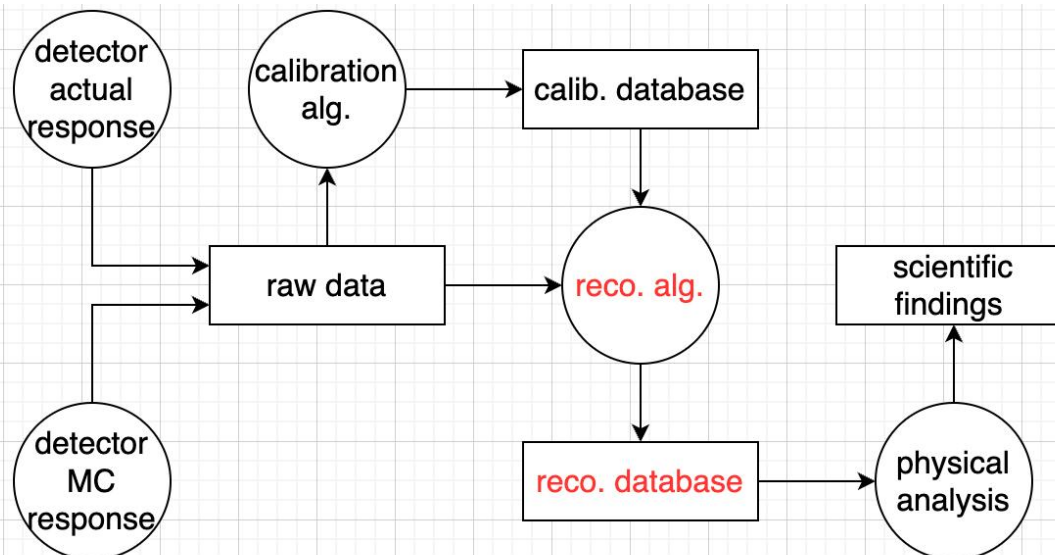 detector
actual
response
calibration
alg.
calib. database
raw data
reco. alg.
scientific
findings
detector
MC
response
reco. database
physical
analysis